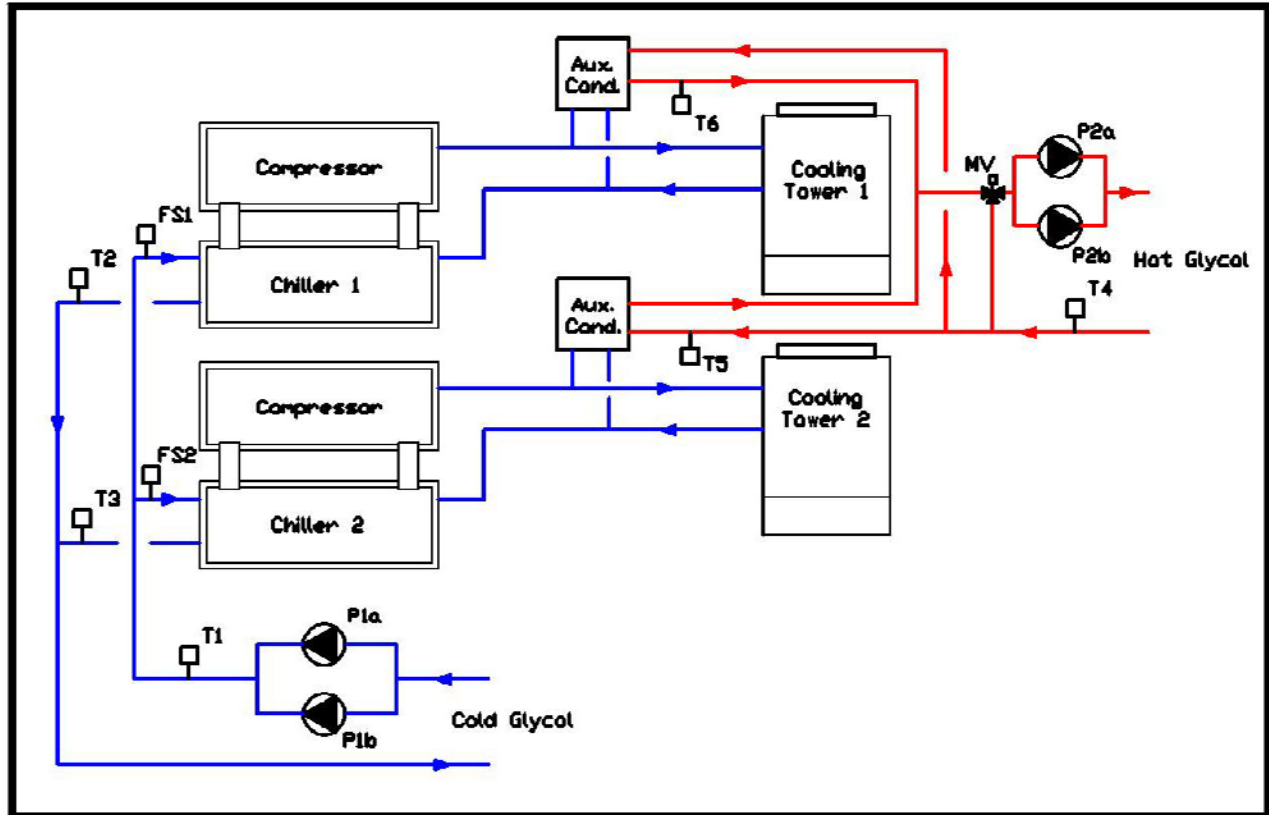 Aux.
Cond.
T6
P2a
Compressor
Cooling
Tower 1
MV
FS1
T2
P2b
Hot Glycol
Chiller 1
Aux.
Cond.
T4
T5
Compressor
Cooling
Tower 2
FS2
T3
Chiller 2
P1a
T1
Cold Glycol
P1b